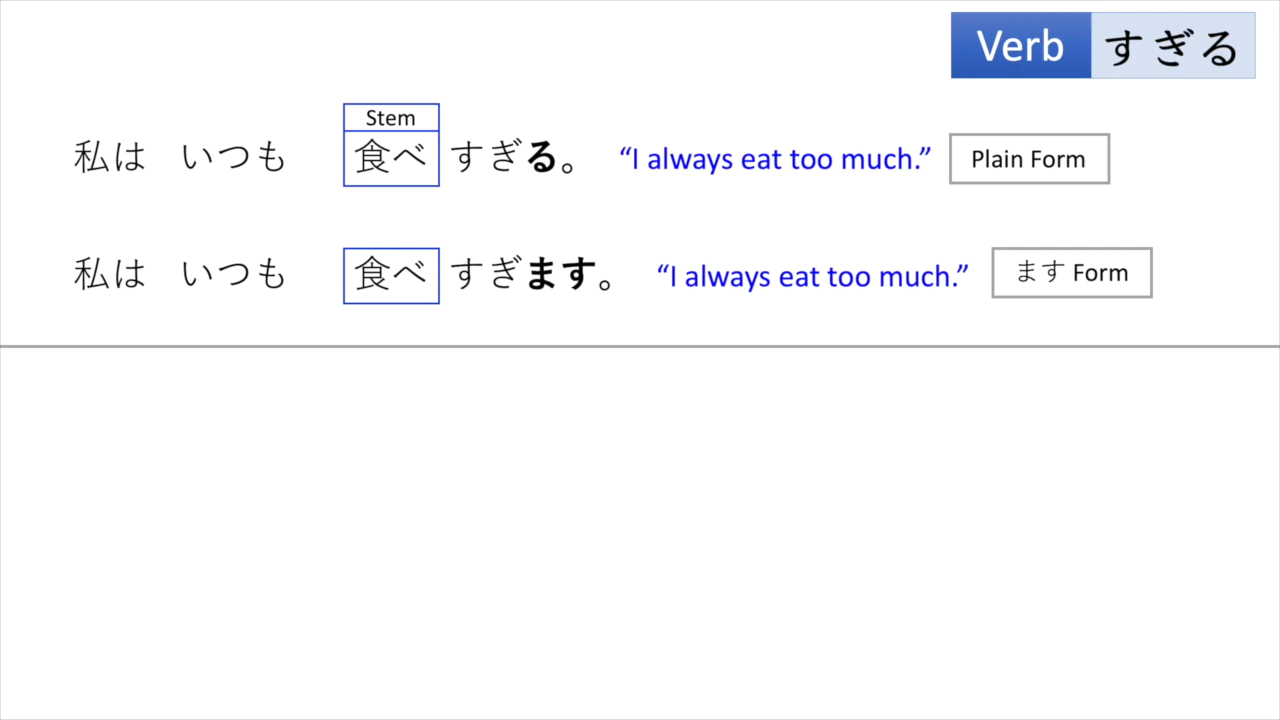 Verb すぎる
Stem
私は いつも 食べ すぎる。 “I always eat too much.” Plain Form
私は いつも 食べ すぎます。 “I always eat too much.” ます Form